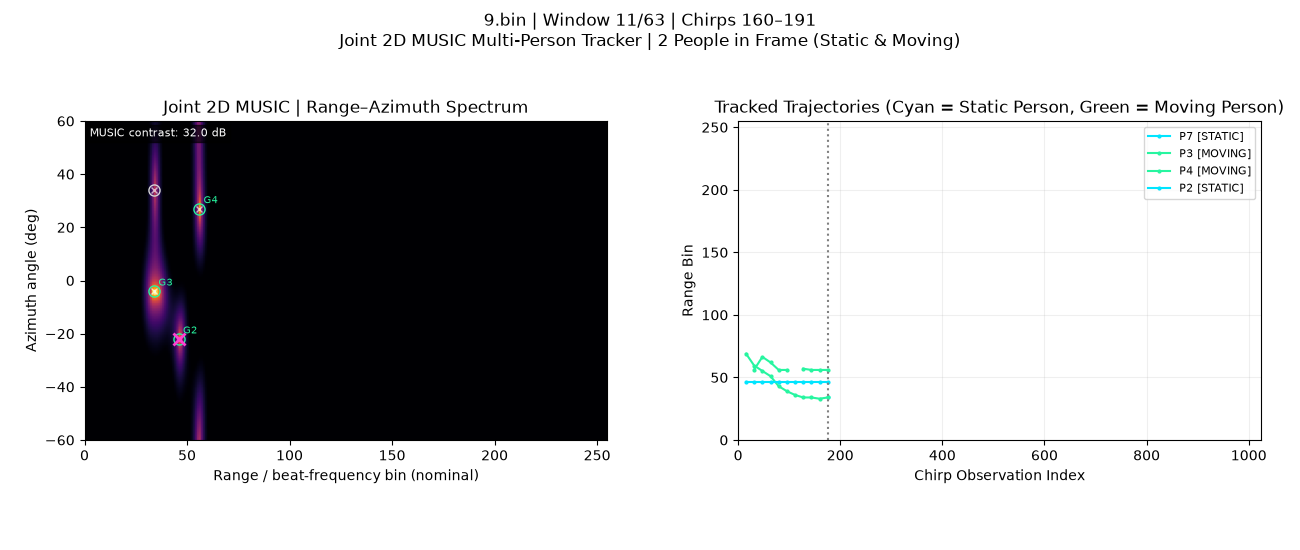 9.bin | Window 11/63 | Chirps 160–191
Joint 2D MUSIC Multi-Person Tracker | 2 People in Frame (Static & Moving)
Joint 2D MUSIC | Range–Azimuth Spectrum
MUSIC contrast: 32.0 dB
G4
G3
G2
60
40
20
0
−20
−40
−60
Azimuth angle (deg)
0 50 100 150 200 250
Range / beat-frequency bin (nominal)
Tracked Trajectories (Cyan = Static Person, Green = Moving Person)
P7 [STATIC]
P3 [MOVING]
P4 [MOVING]
P2 [STATIC]
250
200
150
100
50
0
Range Bin
0 200 400 600 800 1000
Chirp Observation Index